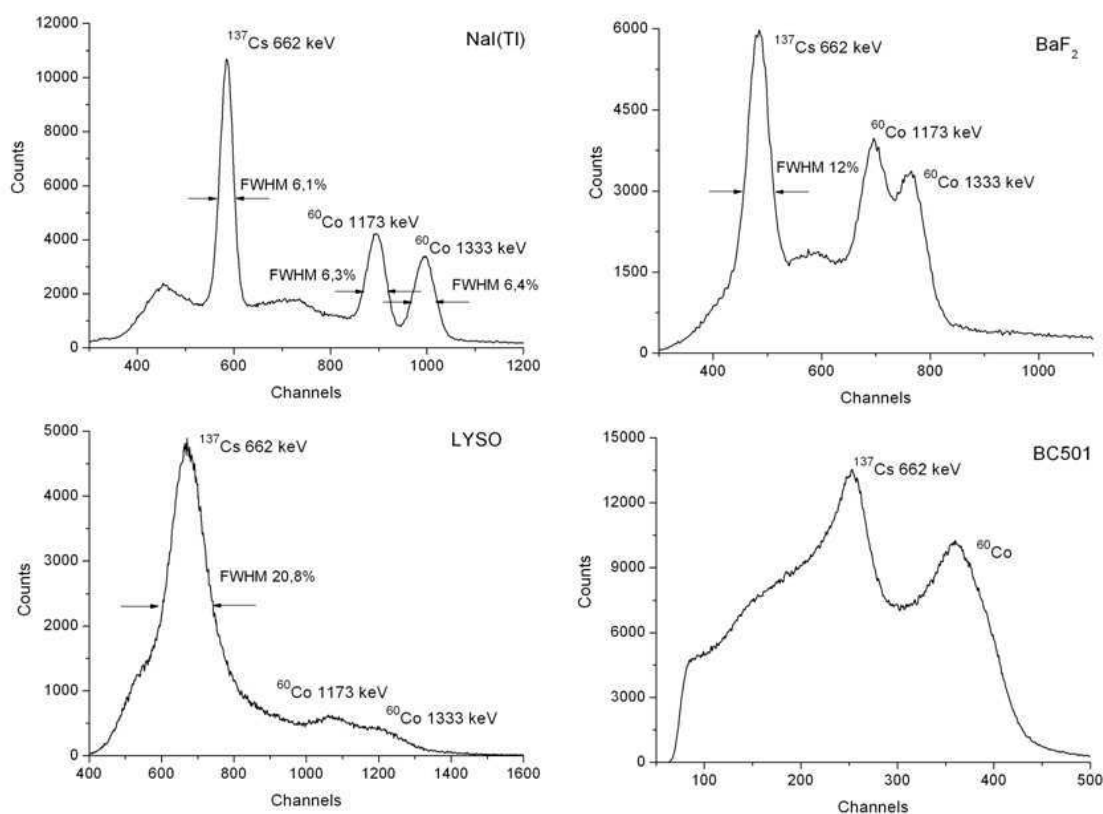 NaI(Tl)
¹³⁷Cs 662 keV
FWHM 6,1%
⁶⁰Co 1173 keV
⁶⁰Co 1333 keV
FWHM 6,3%
FWHM 6,4%
Counts
12000
10000
8000
6000
4000
2000
0
400 600 800 1000 1200
Channels
BaF₂
¹³⁷Cs 662 keV
⁶⁰Co 1173 keV
FWHM 12%
⁶⁰Co 1333 keV
Counts
6000
4500
3000
1500
0
400 600 800 1000
Channels
LYSO
¹³⁷Cs 662 keV
FWHM 20,8%
⁶⁰Co 1173 keV
⁶⁰Co 1333 keV
Counts
5000
4000
3000
2000
1000
0
400 600 800 1000 1200 1400 1600
Channels
BC501
¹³⁷Cs 662 keV
⁶⁰Co
Counts
15000
12000
9000
6000
3000
0
100 200 300 400 500
Channels